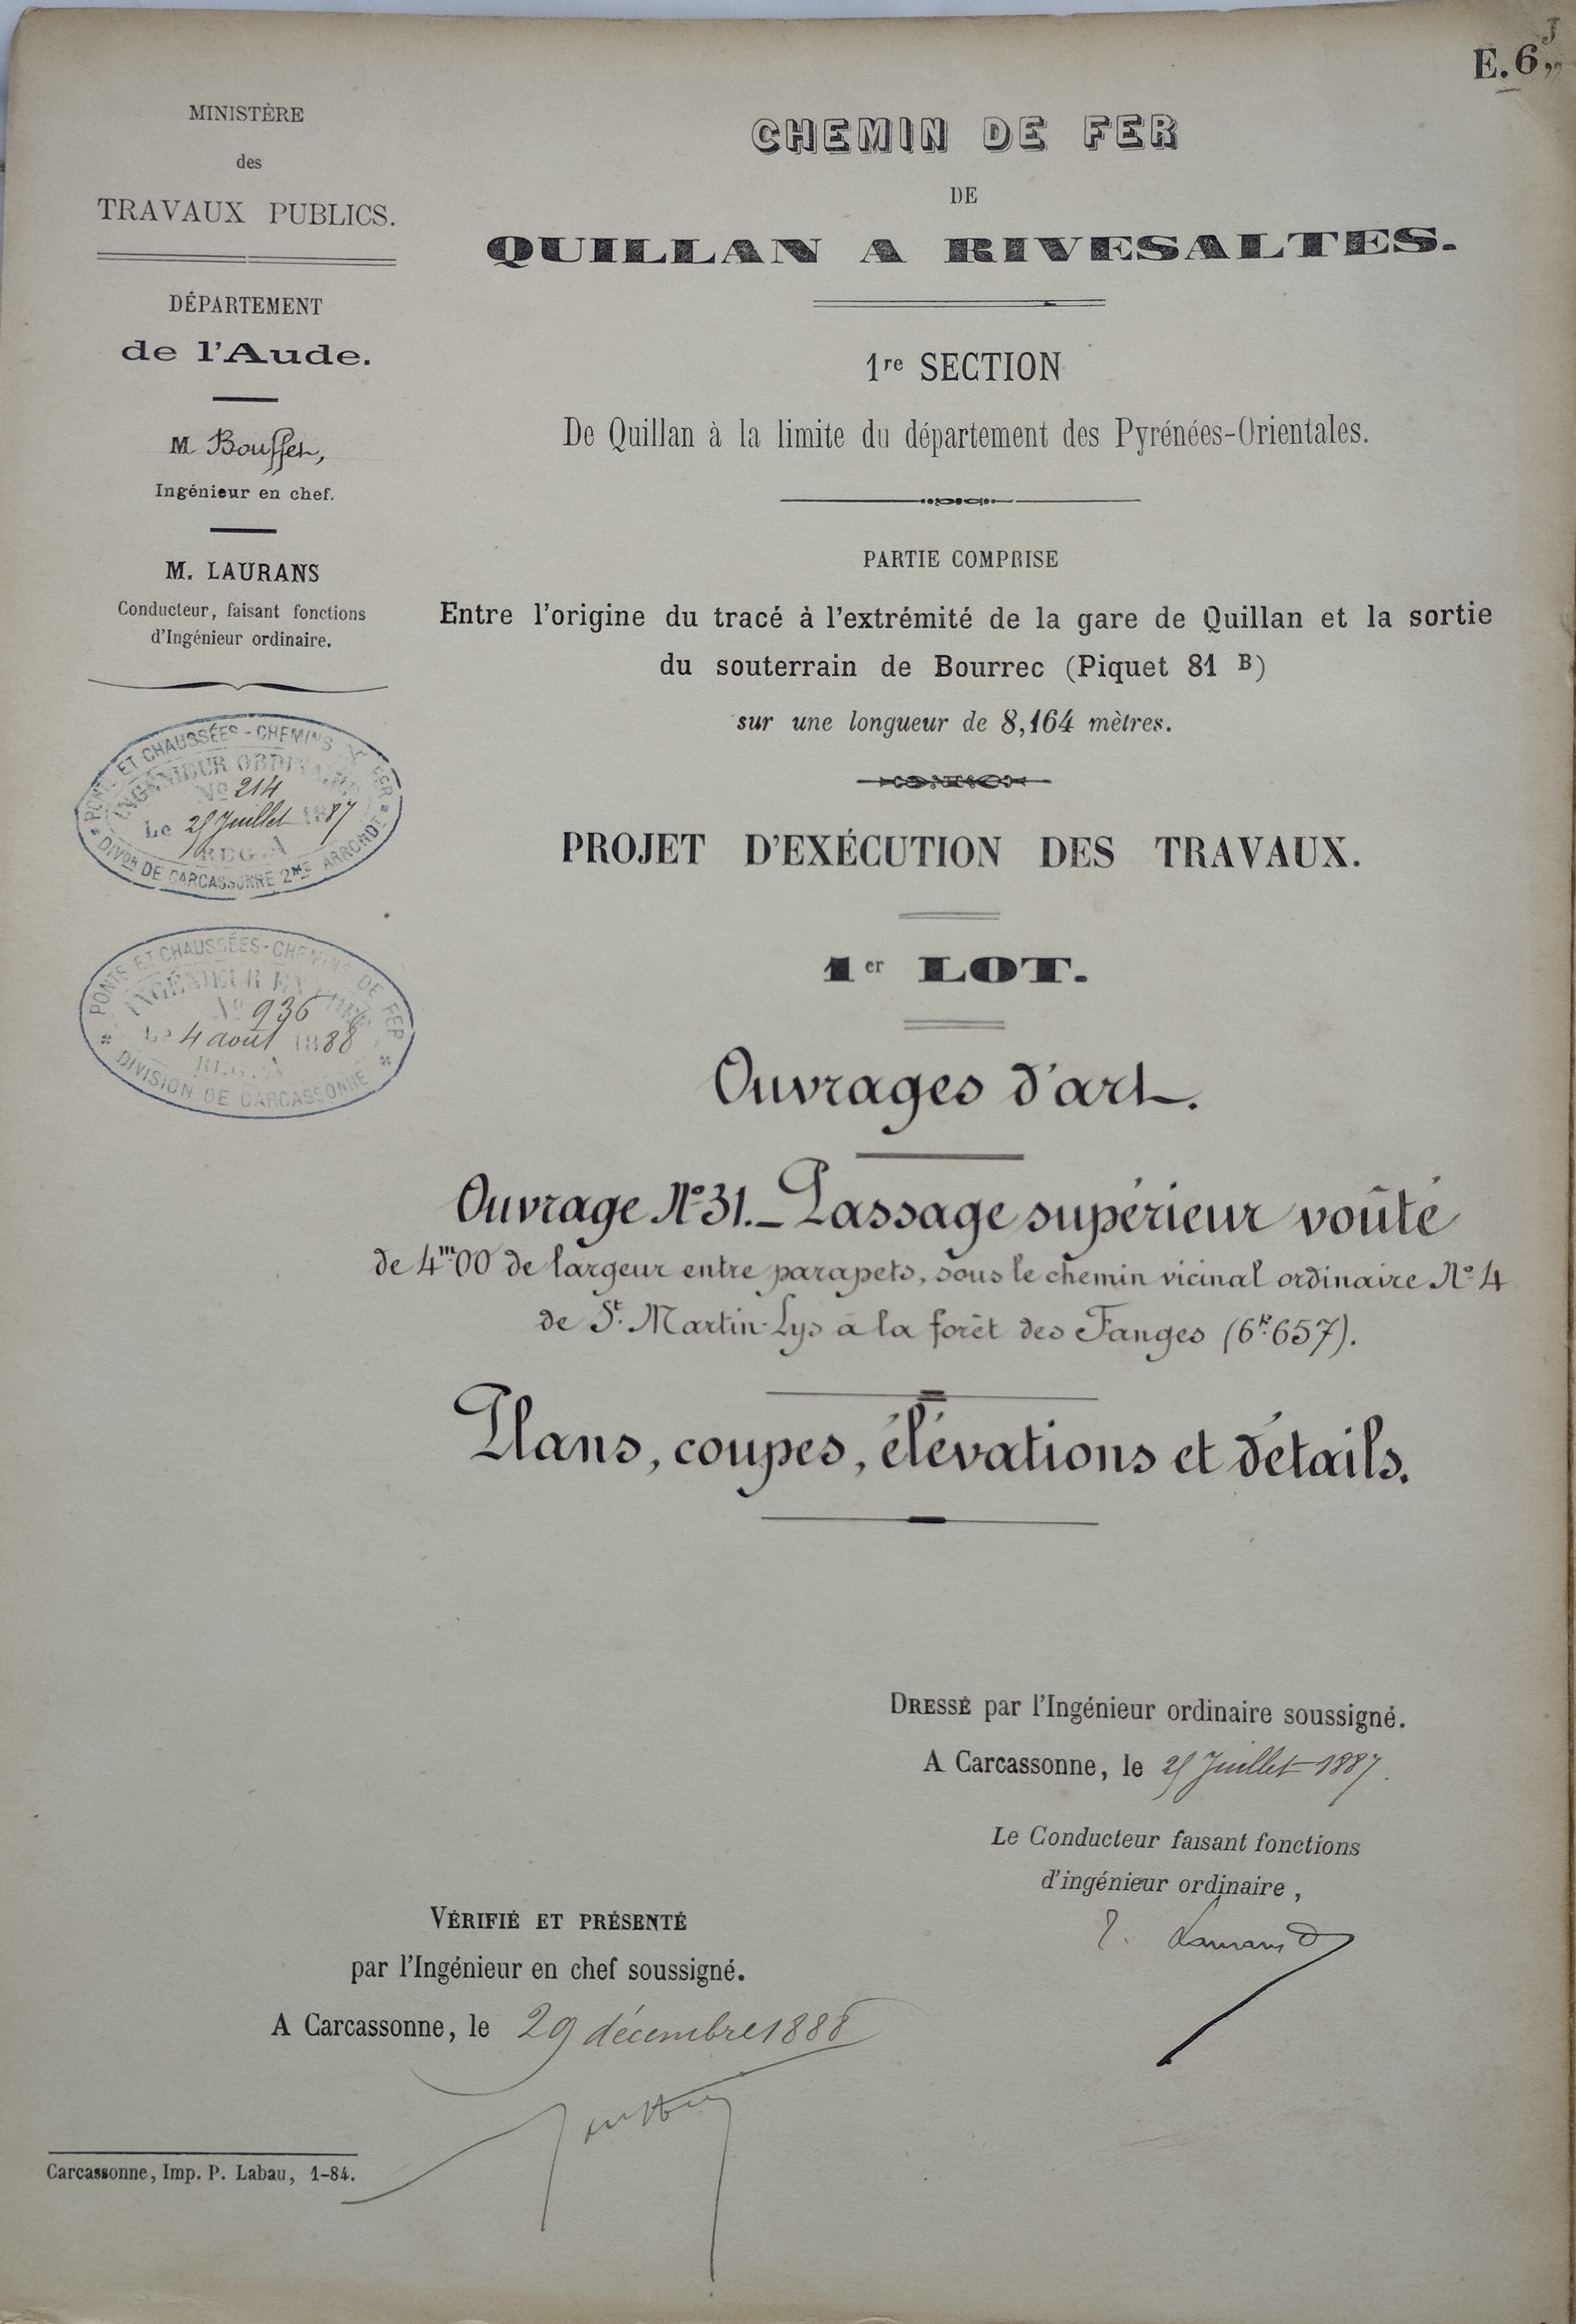 E. 6 J
MINISTÈRE
des
TRAVAUX PUBLICS.
DÉPARTEMENT
de l'Aude.
M. Bouffet,
Ingénieur en chef.
M. LAURANS
Conducteur, faisant fonctions
d'Ingénieur ordinaire.
PONTS ET CHAUSSÉES - CHEMINS DE FER
INGÉNIEUR ORDINAIRE
No 214
Le 25 Juillet 1887
REG. A
DIVon DE CARCASSONNE 2me ARRONDT
PONTS ET CHAUSSÉES - CHEMINS DE FER
INGÉNIEUR EN CHEF
No 936
Le 4 août 1888
REG. A
DIVISION DE CARCASSONNE
CHEMIN DE FER
DE
QUILLAN A RIVESALTES.
1re SECTION
De Quillan à la limite du département des Pyrénées-Orientales.
PARTIE COMPRISE
Entre l'origine du tracé à l'extrémité de la gare de Quillan et la sortie
du souterrain de Bourrec (Piquet 81 B)
sur une longueur de 8,164 mètres.
PROJET D'EXÉCUTION DES TRAVAUX.
1er LOT.
Ouvrages d'art.
Ouvrage No 31. _ Passage supérieur voûté
de 4m00 de largeur entre parapets, sous le chemin vicinal ordinaire No 4
de St. Martin-Lys à la forêt des Fanges (6k.657).
Plans, coupes, élévations et détails.
DRESSÉ par l'Ingénieur ordinaire soussigné.
A Carcassonne, le 25 Juillet 1887.
Le Conducteur faisant fonctions
d'ingénieur ordinaire,
Laurans
VÉRIFIÉ ET PRÉSENTÉ
par l'Ingénieur en chef soussigné.
A Carcassonne, le 29 décembre 1888
Bouffet
Carcassonne, Imp. P. Labau, 1-84.